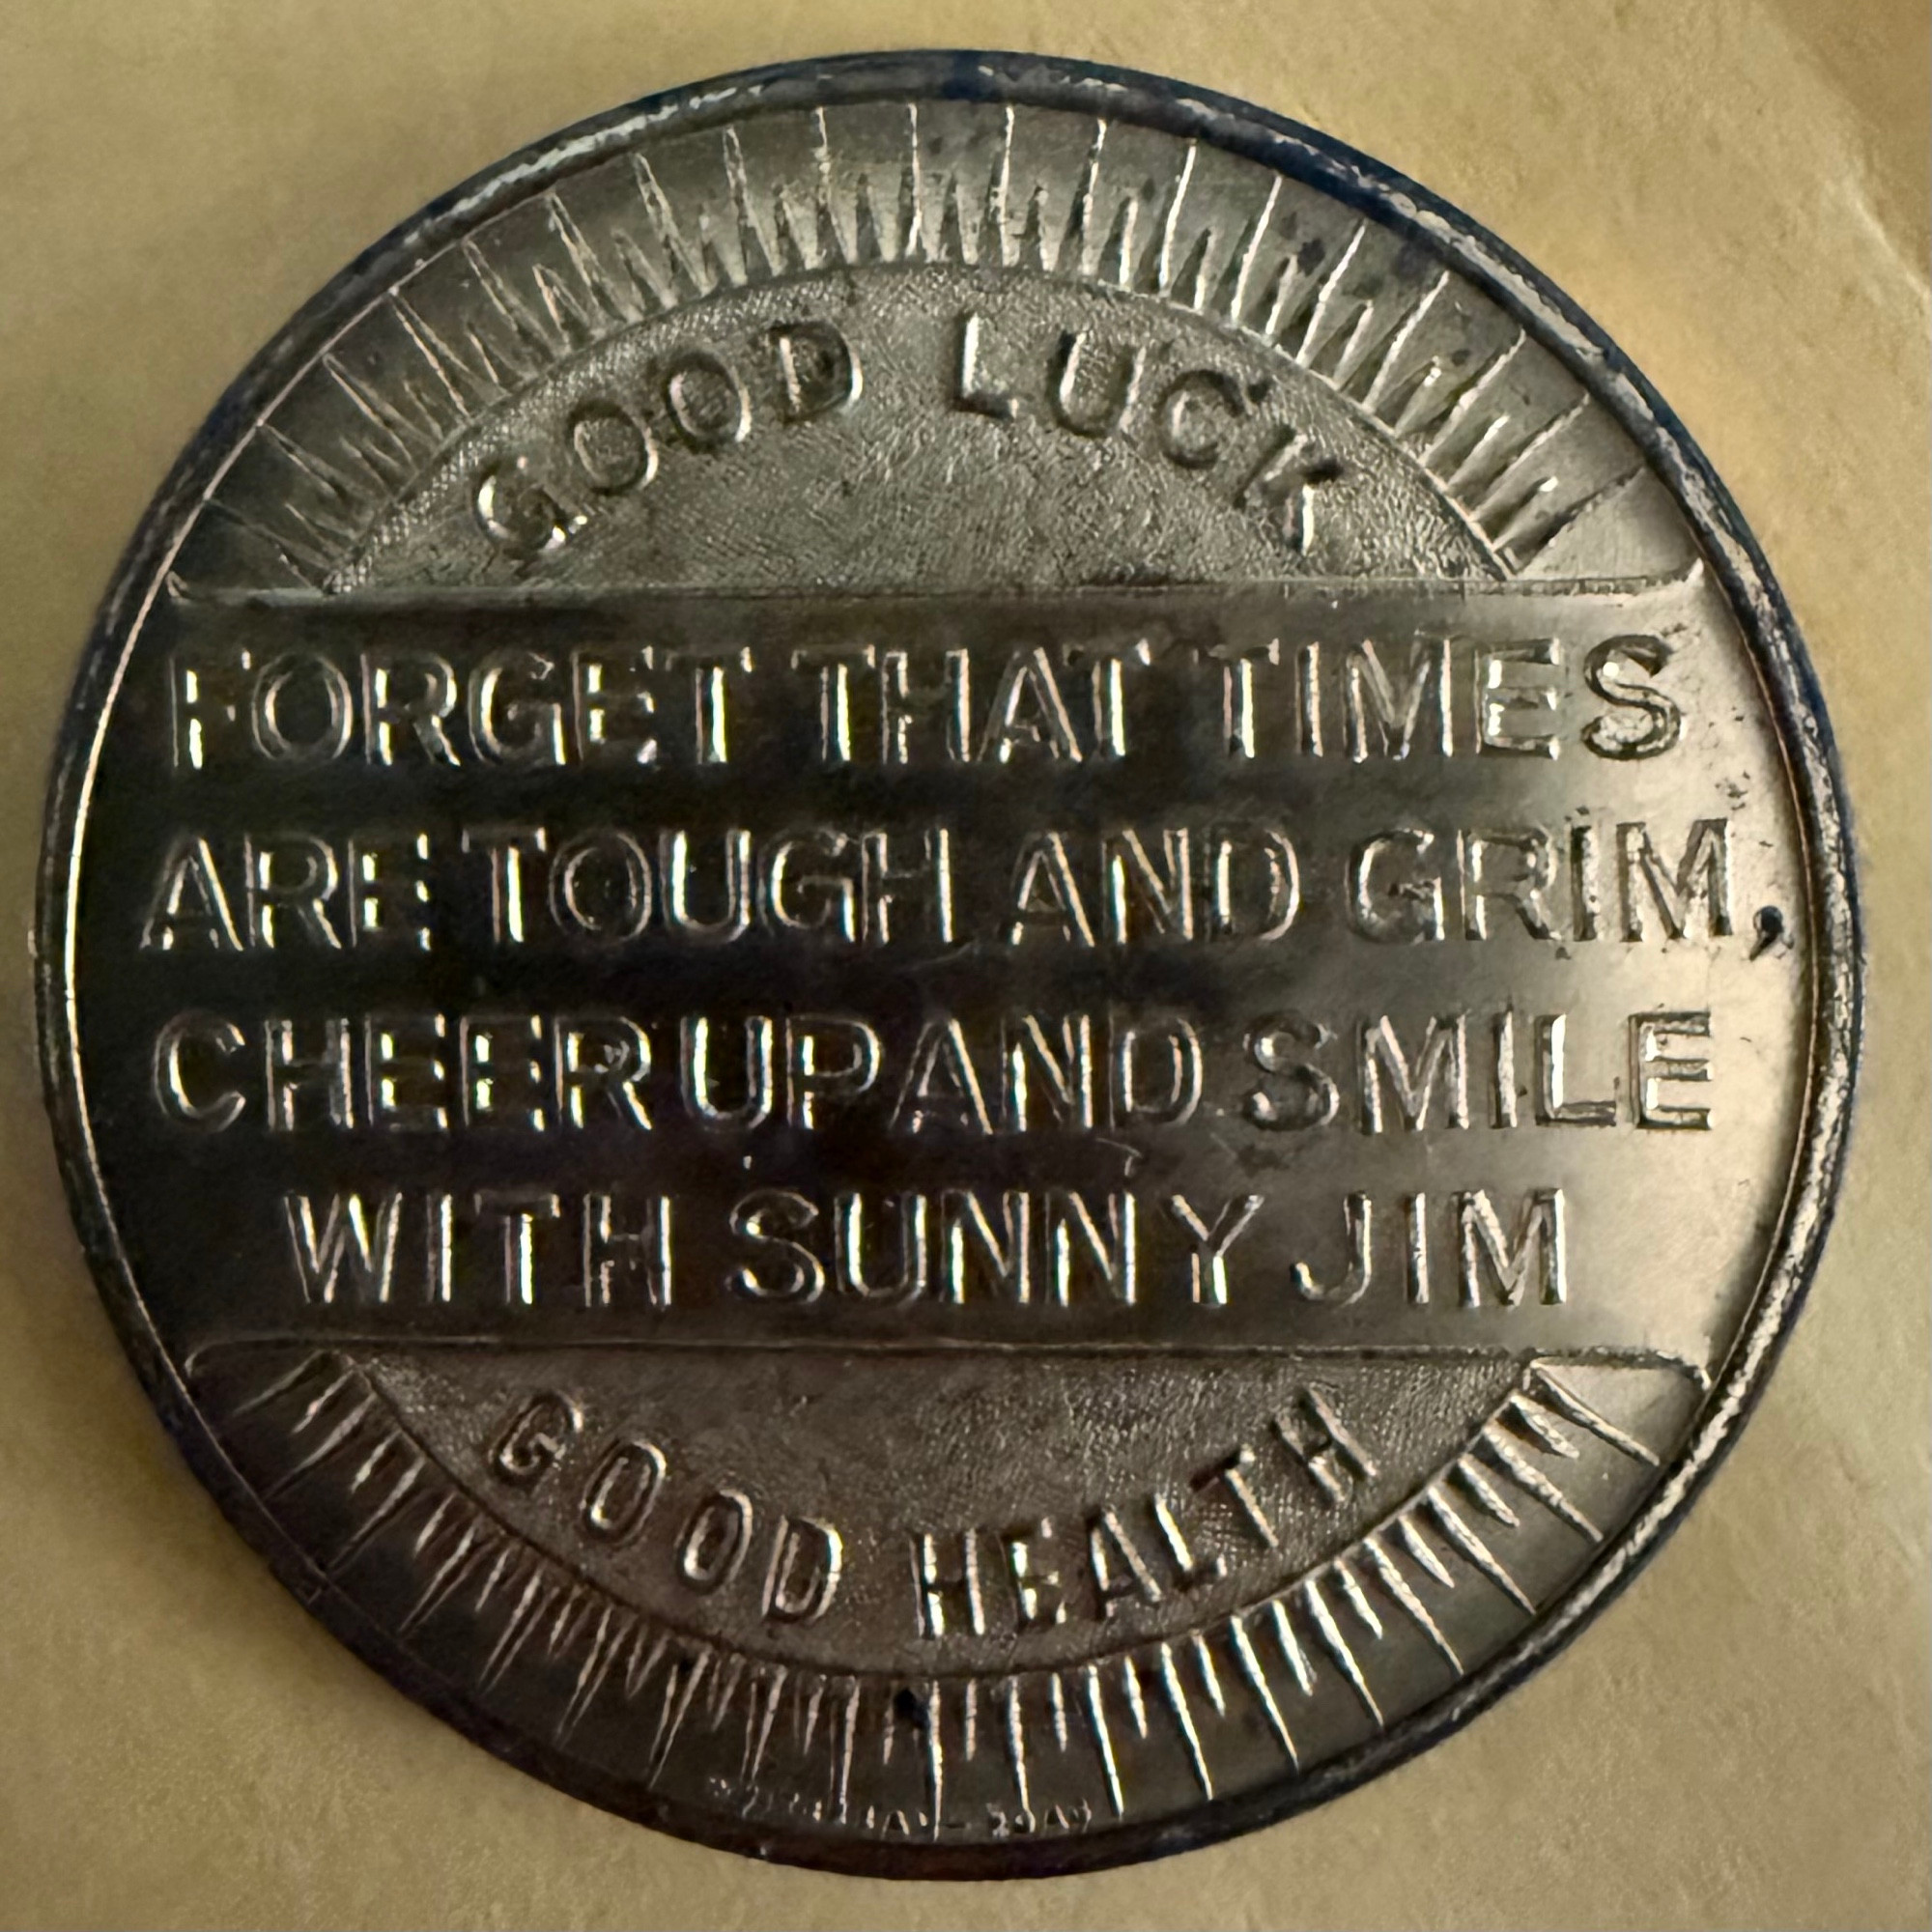 GOOD LUCK
FORGET THAT TIMES
ARE TOUGH AND GRIM,
CHEER UP AND SMILE
WITH SUNNY JIM
GOOD HEALTH